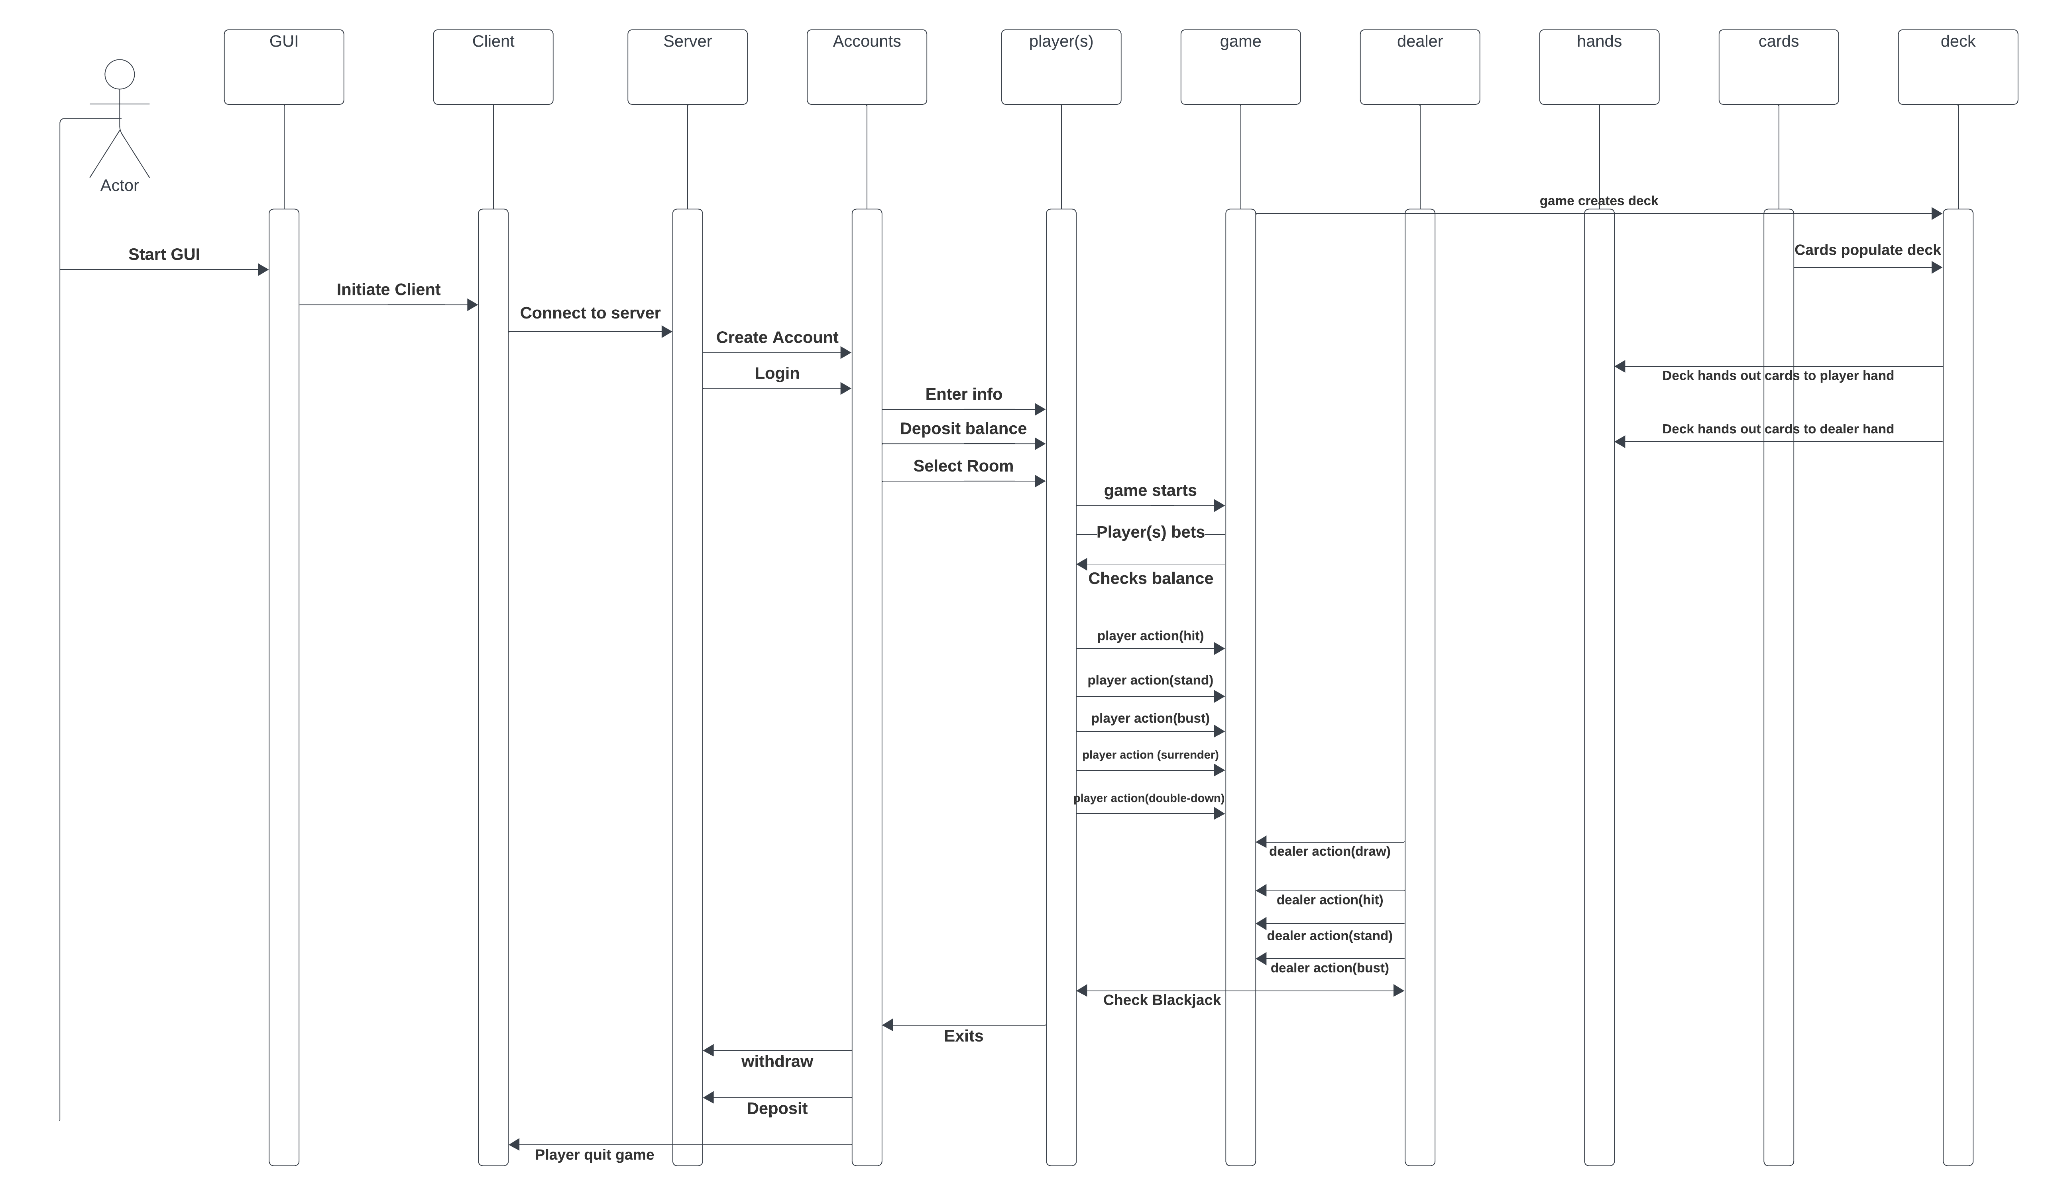 GUI
Client
Server
Accounts
player(s)
game
dealer
hands
cards
deck
Actor
game creates deck
Start GUI
Cards populate deck
Initiate Client
Connect to server
Create Account
Login
Deck hands out cards to player hand
Enter info
Deposit balance
Deck hands out cards to dealer hand
Select Room
game starts
Player(s) bets
Checks balance
player action(hit)
player action(stand)
player action(bust)
player action (surrender)
player action(double-down)
dealer action(draw)
dealer action(hit)
dealer action(stand)
dealer action(bust)
Check Blackjack
Exits
withdraw
Deposit
Player quit game